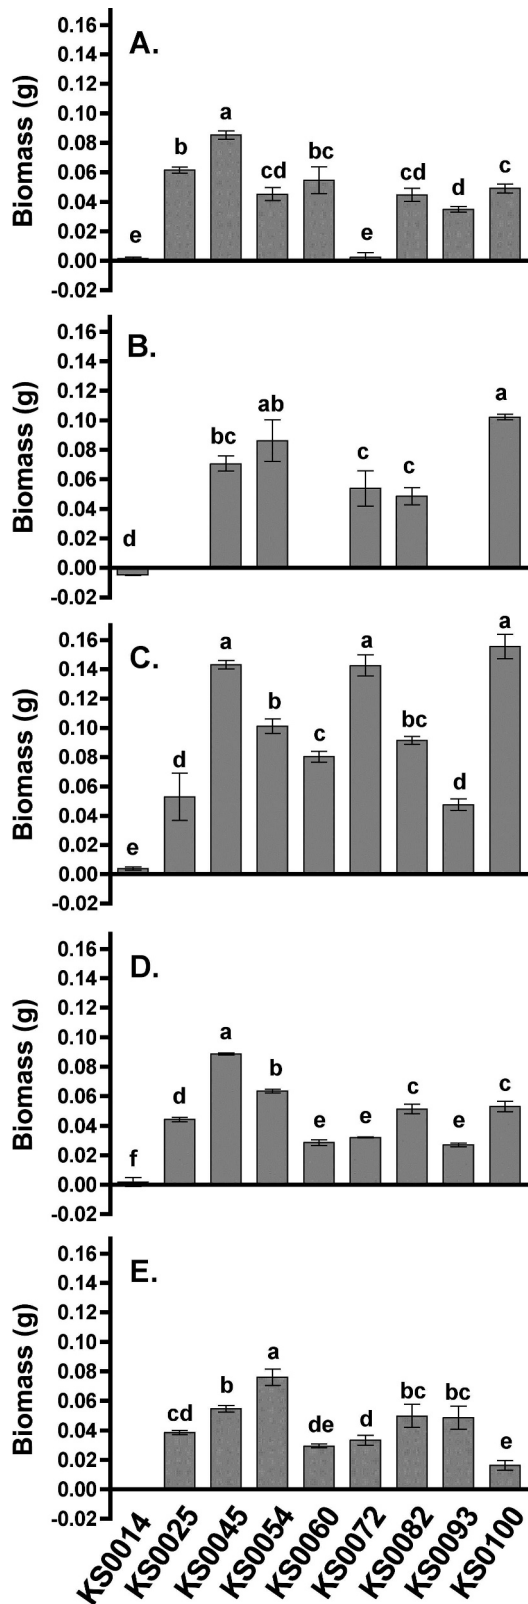 A.
Biomass (g)
0.16
0.14
0.12
0.10
0.08
0.06
0.04
0.02
0.00
-0.02
e
b
a
cd
bc
e
cd
d
c
B.
Biomass (g)
0.16
0.14
0.12
0.10
0.08
0.06
0.04
0.02
0.00
-0.02
d
bc
ab
c
c
a
C.
Biomass (g)
0.16
0.14
0.12
0.10
0.08
0.06
0.04
0.02
0.00
-0.02
e
d
a
b
c
a
bc
d
a
D.
Biomass (g)
0.16
0.14
0.12
0.10
0.08
0.06
0.04
0.02
0.00
-0.02
f
d
a
b
e
e
c
e
c
E.
Biomass (g)
0.16
0.14
0.12
0.10
0.08
0.06
0.04
0.02
0.00
-0.02
cd
b
a
de
d
bc
bc
e
KS0014
KS0025
KS0045
KS0054
KS0060
KS0072
KS0082
KS0093
KS0100